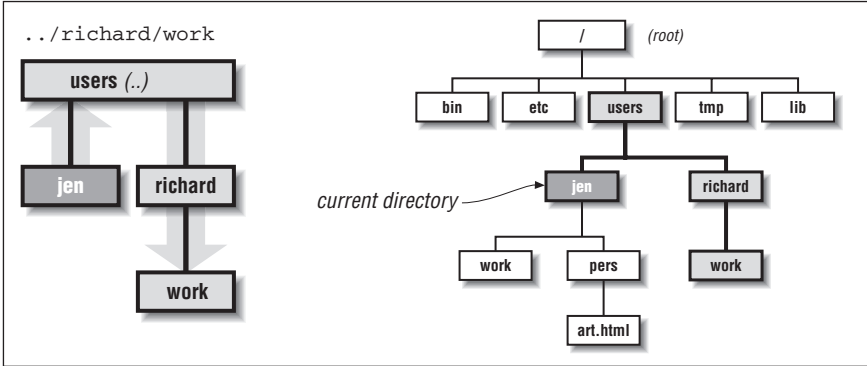 ../richard/work
users (..)
jen
richard
work
/
(root)
bin
etc
users
tmp
lib
current directory
jen
richard
work
pers
work
art.html